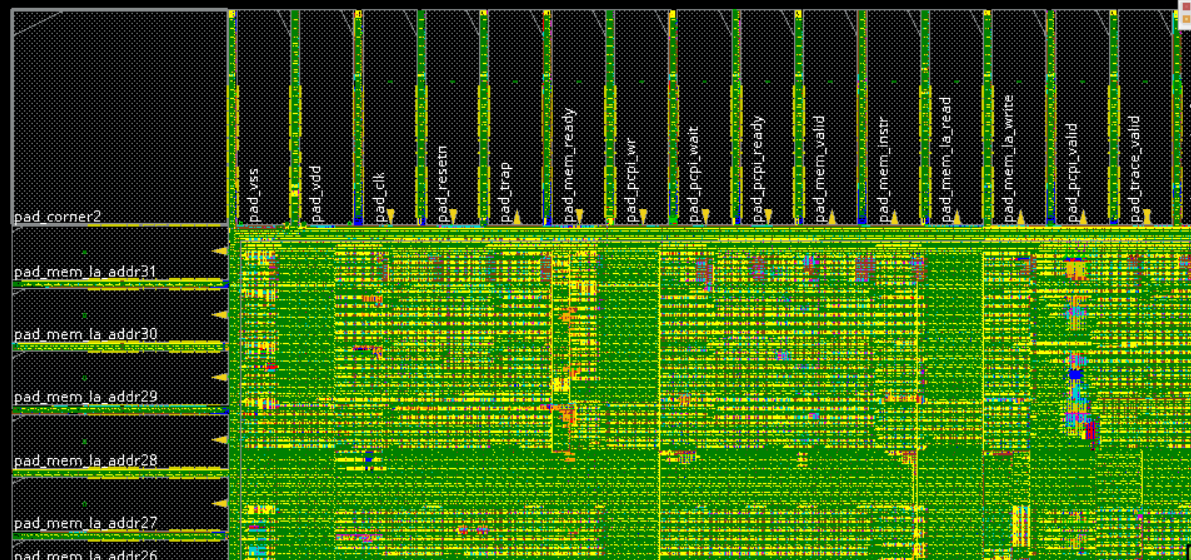 pad_vss
pad_vdd
pad_clk
pad_resetn
pad_trap
pad_mem_ready
pad_pcpi_wr
pad_pcpi_wait
pad_pcpi_ready
pad_mem_valid
pad_mem_instr
pad_mem_la_read
pad_mem_la_write
pad_pcpi_valid
pad_trace_valid
pad_corner2
pad_mem_la_addr31
pad_mem_la_addr30
pad_mem_la_addr29
pad_mem_la_addr28
pad_mem_la_addr27
pad_mem_la_addr26